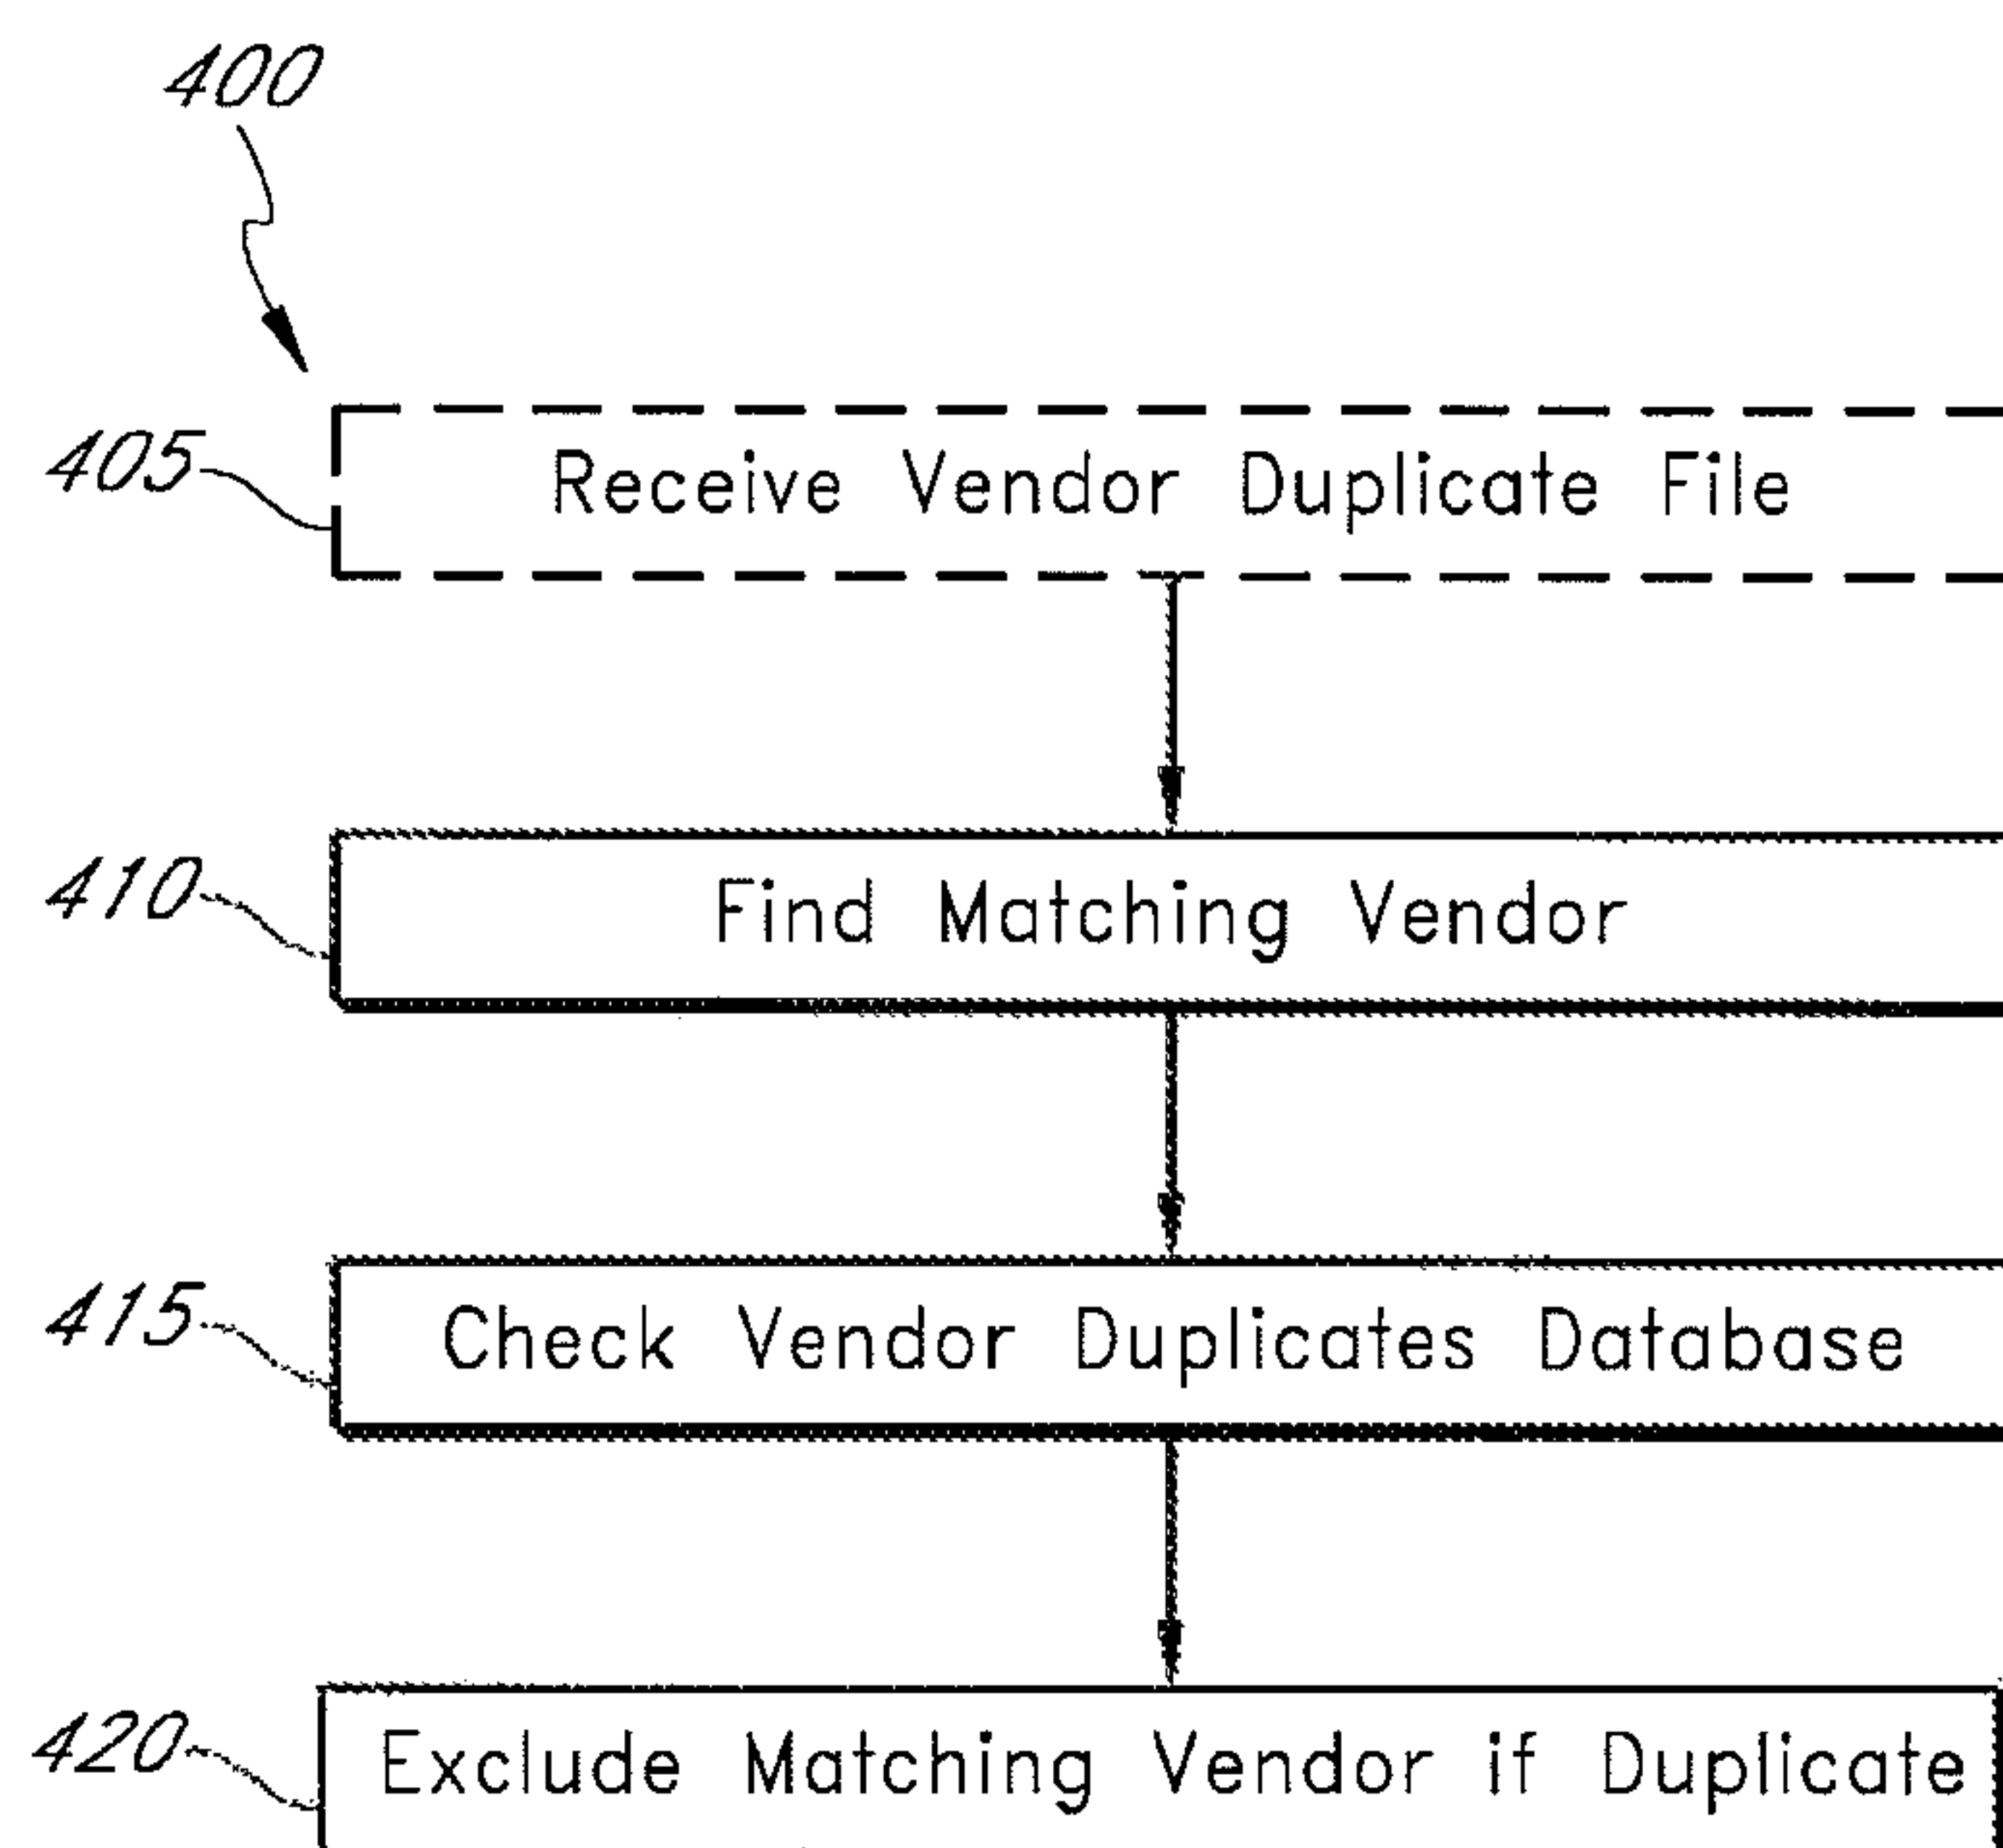 400
405
Receive Vendor Duplicate File
410
Find Matching Vendor
415
Check Vendor Duplicates Database
420
Exclude Matching Vendor if Duplicate